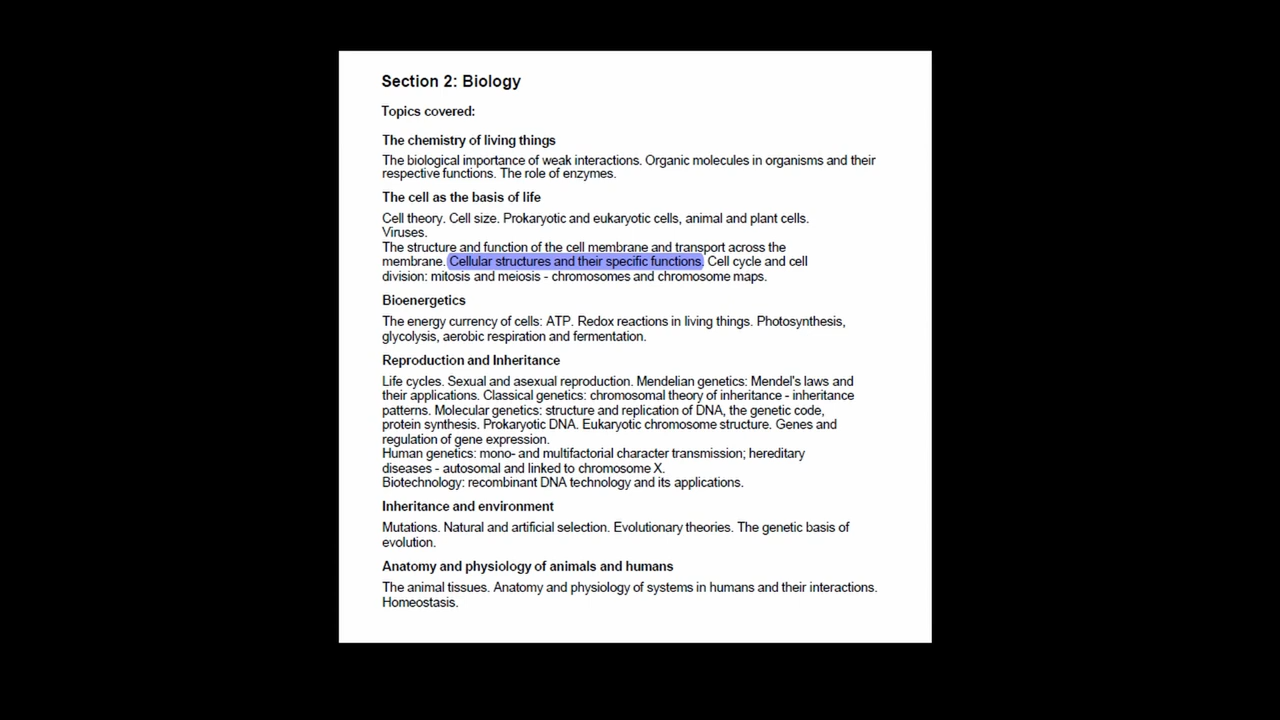 Section 2: Biology
Topics covered:
The chemistry of living things
The biological importance of weak interactions. Organic molecules in organisms and their
respective functions. The role of enzymes.
The cell as the basis of life
Cell theory. Cell size. Prokaryotic and eukaryotic cells, animal and plant cells.
Viruses.
The structure and function of the cell membrane and transport across the
membrane. Cellular structures and their specific functions. Cell cycle and cell
division: mitosis and meiosis - chromosomes and chromosome maps.
Bioenergetics
The energy currency of cells: ATP. Redox reactions in living things. Photosynthesis,
glycolysis, aerobic respiration and fermentation.
Reproduction and Inheritance
Life cycles. Sexual and asexual reproduction. Mendelian genetics: Mendel's laws and
their applications. Classical genetics: chromosomal theory of inheritance - inheritance
patterns. Molecular genetics: structure and replication of DNA, the genetic code,
protein synthesis. Prokaryotic DNA. Eukaryotic chromosome structure. Genes and
regulation of gene expression.
Human genetics: mono- and multifactorial character transmission; hereditary
diseases - autosomal and linked to chromosome X.
Biotechnology: recombinant DNA technology and its applications.
Inheritance and environment
Mutations. Natural and artificial selection. Evolutionary theories. The genetic basis of
evolution.
Anatomy and physiology of animals and humans
The animal tissues. Anatomy and physiology of systems in humans and their interactions.
Homeostasis.